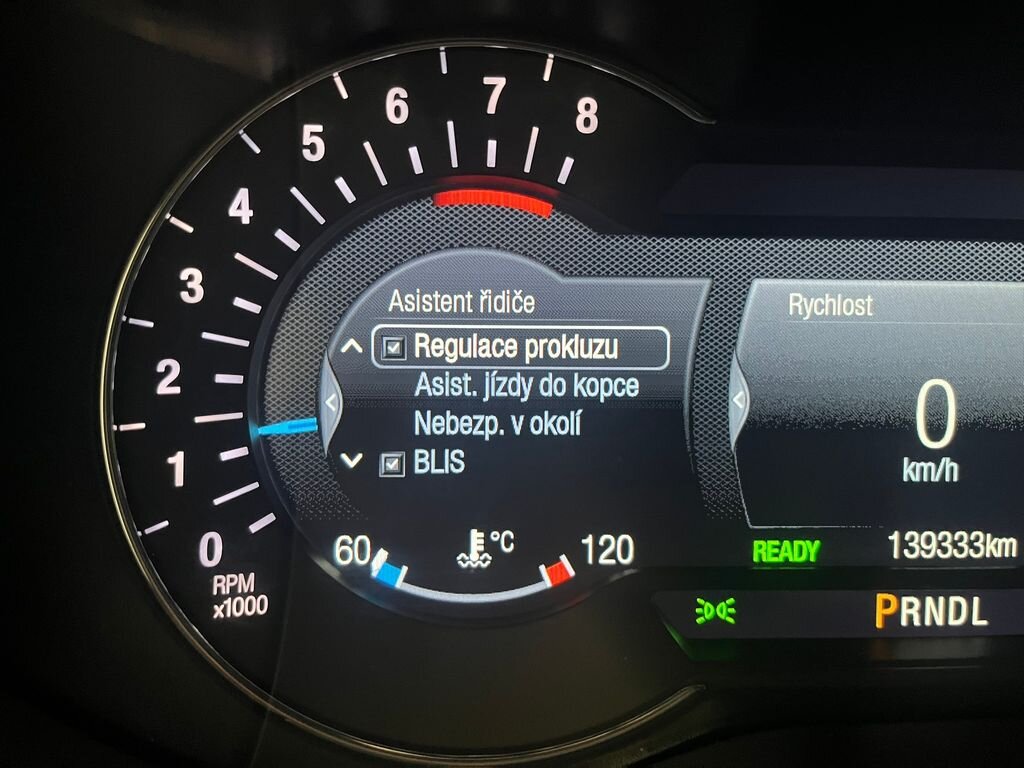 8
7
6
5
4
3
2
1
0
RPM
x1000
Asistent řidiče
Regulace prokluzu
Asist. jízdy do kopce
Nebezp. v okolí
BLIS
60
°C
120
Rychlost
0
km/h
READY
139333km
PRNDL